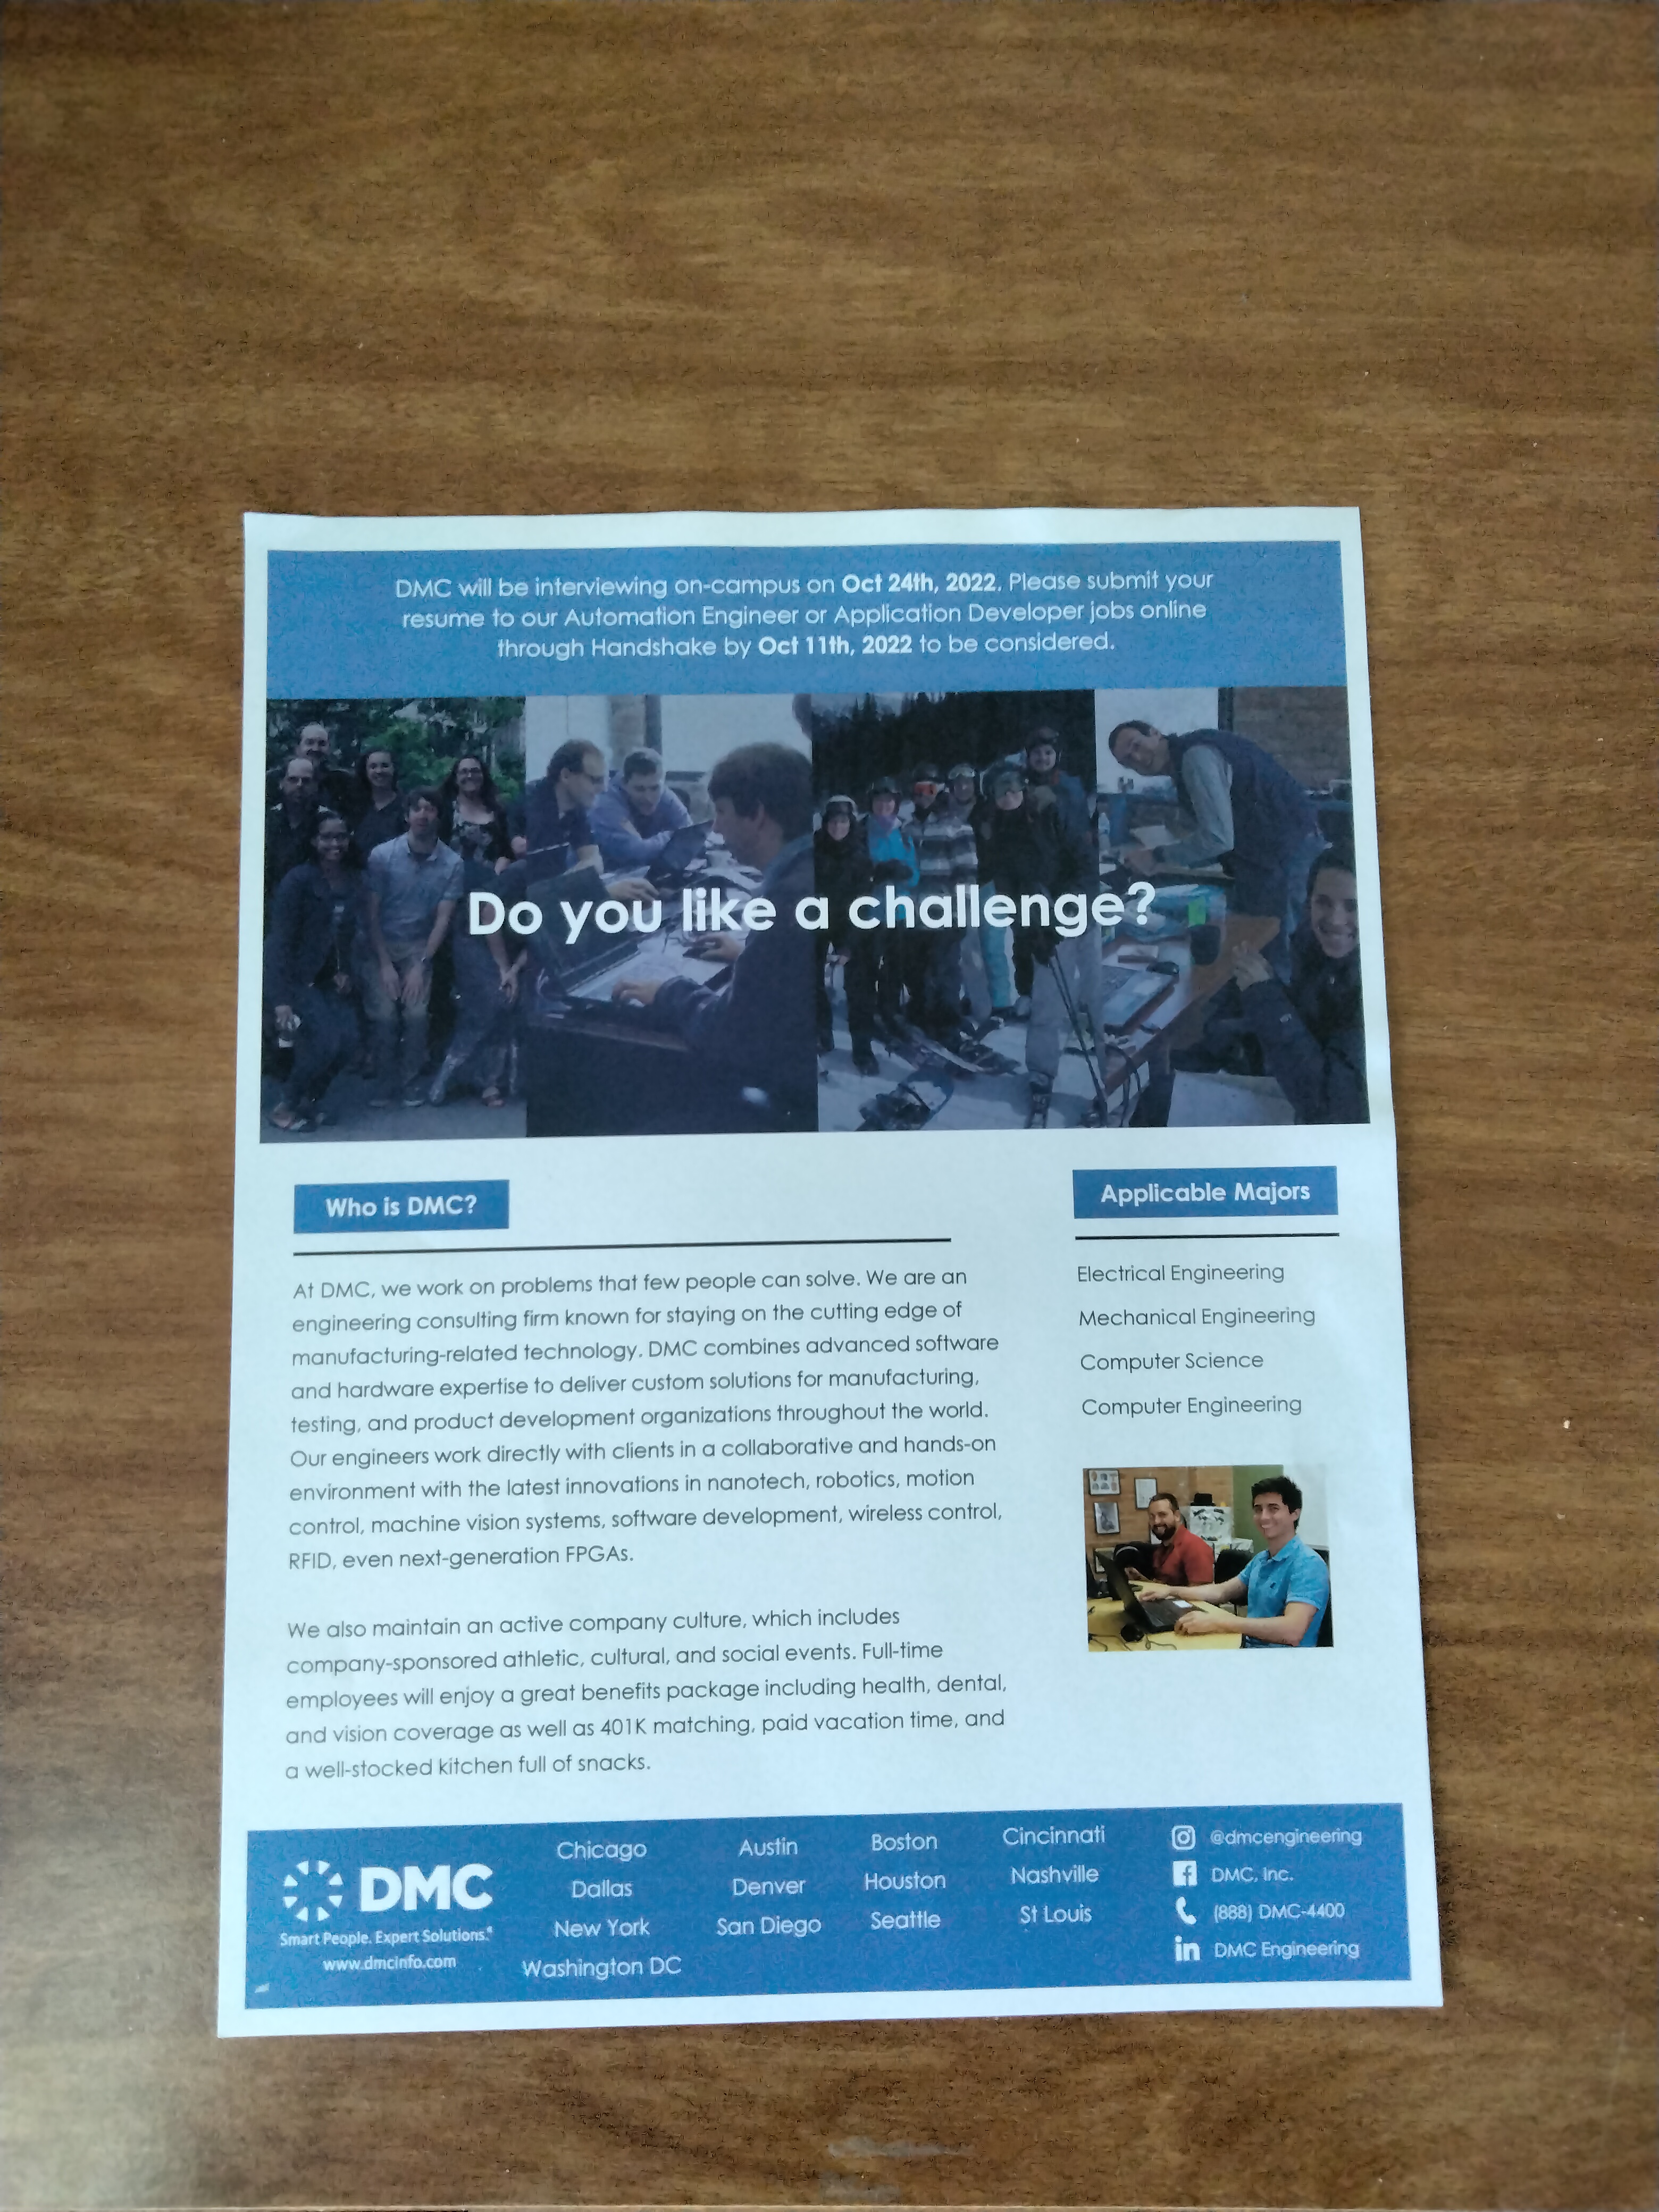 DMC will be interviewing on-campus on Oct 24th, 2022. Please submit your
resume to our Automation Engineer or Application Developer jobs online
through Handshake by Oct 11th, 2022 to be considered.
Do you like a challenge?
Who is DMC?
At DMC, we work on problems that few people can solve. We are an
engineering consulting firm known for staying on the cutting edge of
manufacturing-related technology. DMC combines advanced software
and hardware expertise to deliver custom solutions for manufacturing,
testing, and product development organizations throughout the world.
Our engineers work directly with clients in a collaborative and hands-on
environment with the latest innovations in nanotech, robotics, motion
control, machine vision systems, software development, wireless control,
RFID, even next-generation FPGAs.
We also maintain an active company culture, which includes
company-sponsored athletic, cultural, and social events. Full-time
employees will enjoy a great benefits package including health, dental,
and vision coverage as well as 401K matching, paid vacation time, and
a well-stocked kitchen full of snacks.
Applicable Majors
Electrical Engineering
Mechanical Engineering
Computer Science
Computer Engineering
DMC
Smart People. Expert Solutions.®
www.dmcinfo.com
Chicago
Dallas
New York
Washington DC
Austin
Denver
San Diego
Boston
Houston
Seattle
Cincinnati
Nashville
St Louis
@dmcengineering
DMC, Inc.
(888) DMC-4400
in DMC Engineering